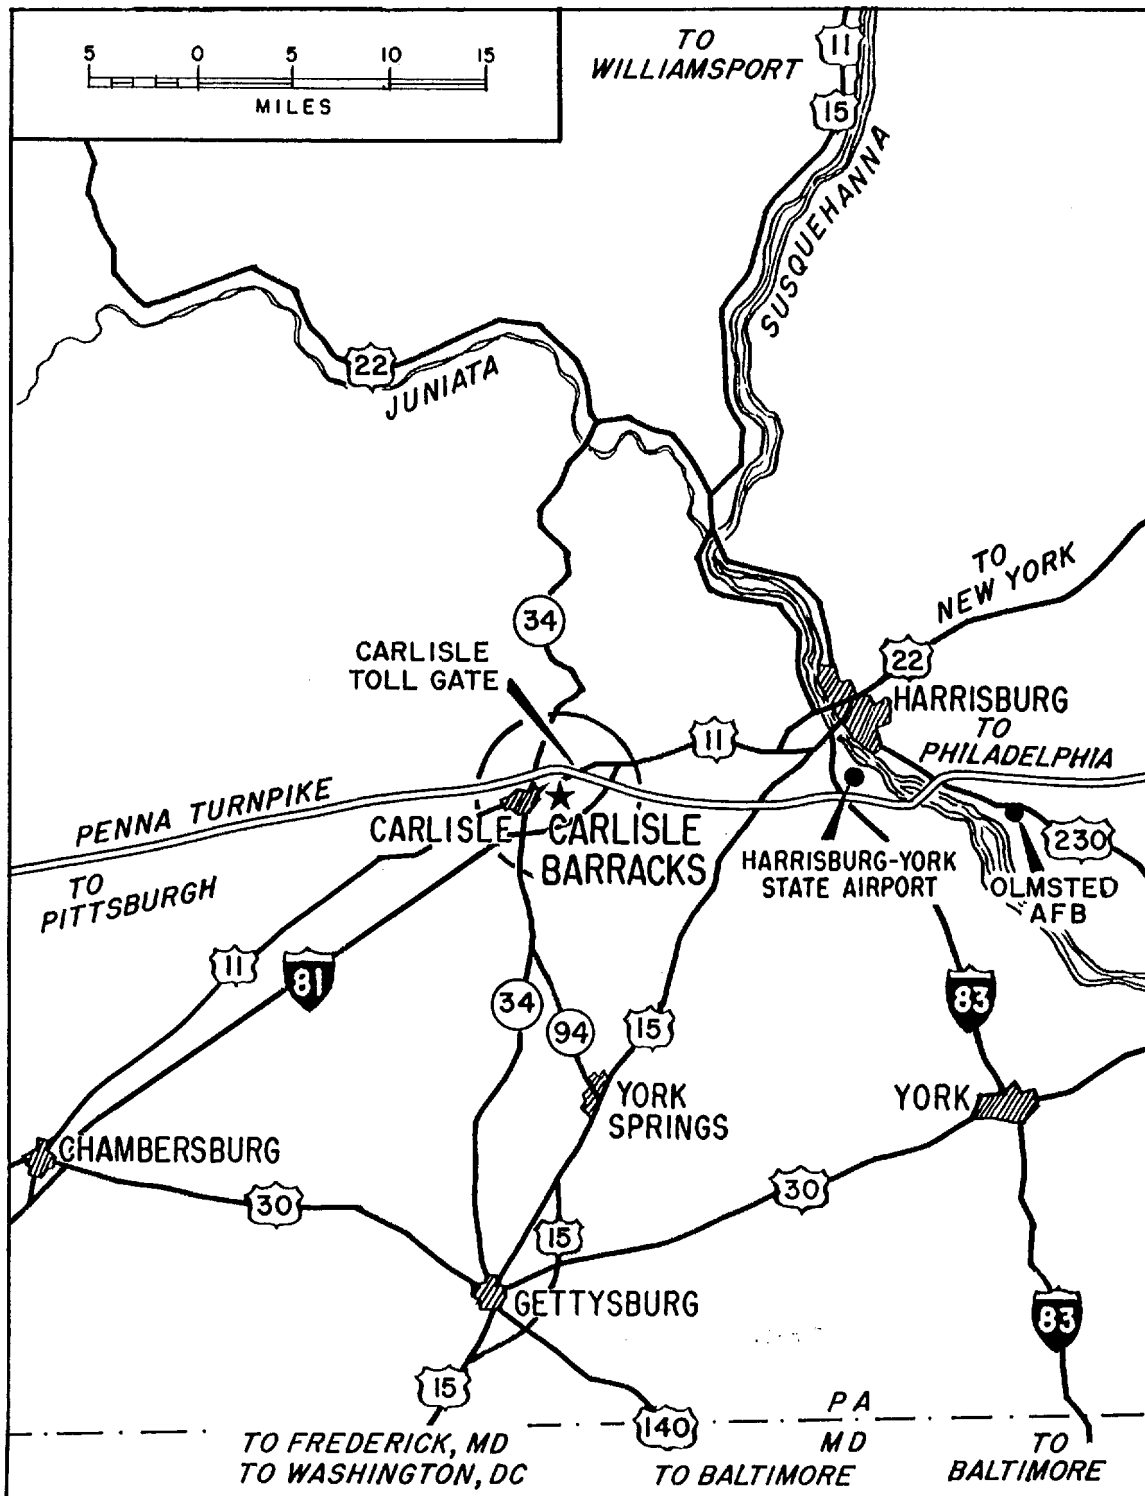 5 0 5 10 15
MILES
TO
WILLIAMSPORT
11
15
SUSQUEHANNA
22
JUNIATA
TO
NEW YORK
34
22
CARLISLE
TOLL GATE
HARRISBURG
TO
PHILADELPHIA
11
PENNA TURNPIKE
CARLISLE
CARLISLE
BARRACKS
230
HARRISBURG-YORK
STATE AIRPORT
OLMSTED
AFB
TO
PITTSBURGH
11
81
34
94
15
83
YORK
SPRINGS
YORK
CHAMBERSBURG
30
30
15
GETTYSBURG
83
15
140
PA
MD
TO FREDERICK, MD
TO WASHINGTON, DC
TO BALTIMORE
TO
BALTIMORE